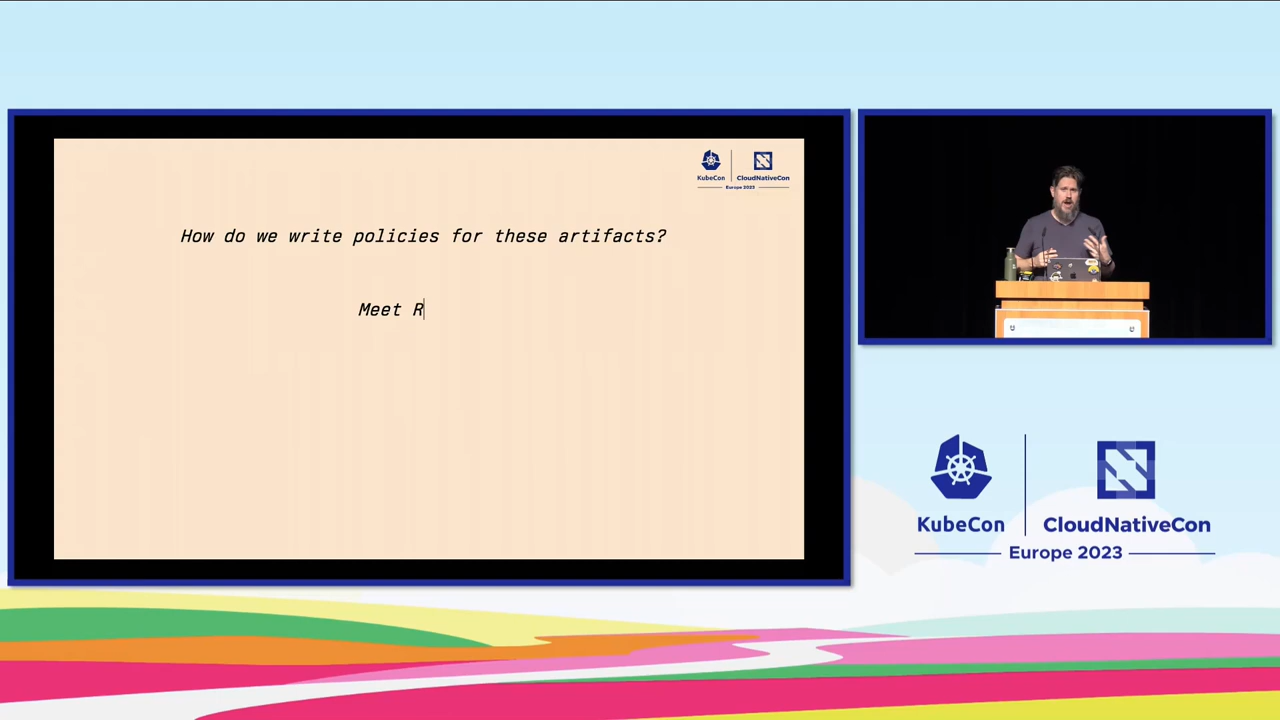 KubeCon
CloudNativeCon
Europe 2023
How do we write policies for these artifacts?
Meet R
KubeCon
CloudNativeCon
Europe 2023